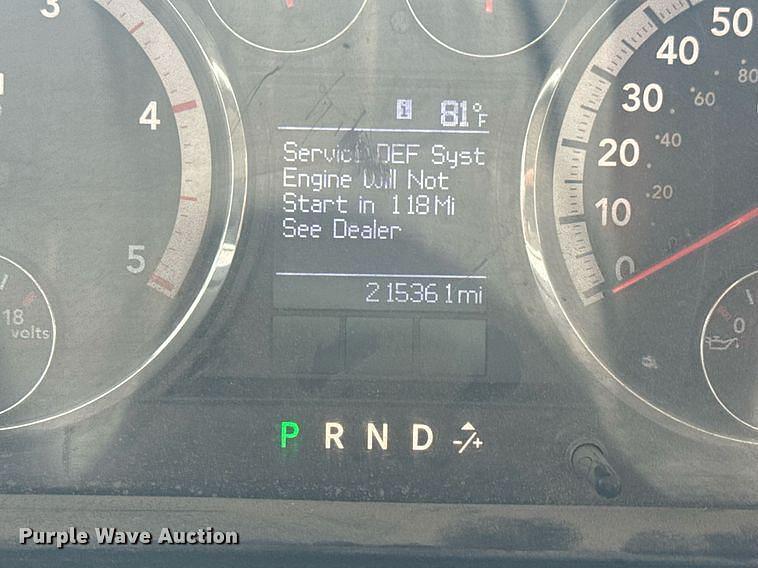 3
4
5
18
volts
i 81°F
Service DEF Syst
Engine Will Not
Start in 118 Mi
See Dealer
215361 mi
P R N D -/+
50
40
30
20
10
0
80
60
40
20
0
Purple Wave Auction